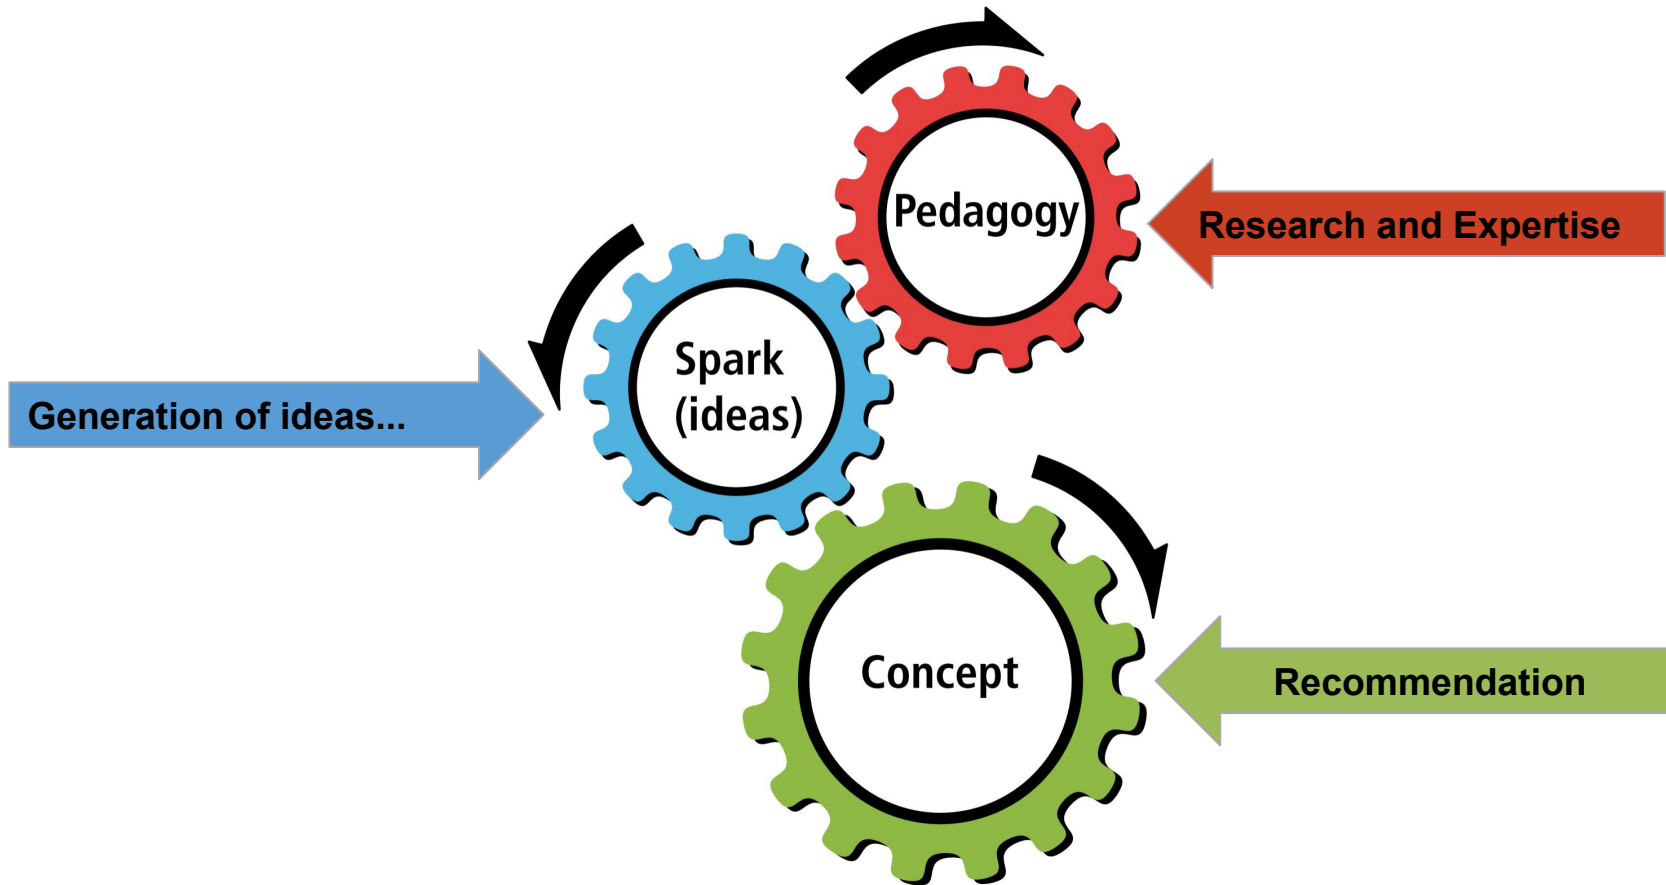 Pedagogy
Research and Expertise
Spark
(ideas)
Generation of ideas...
Concept
Recommendation